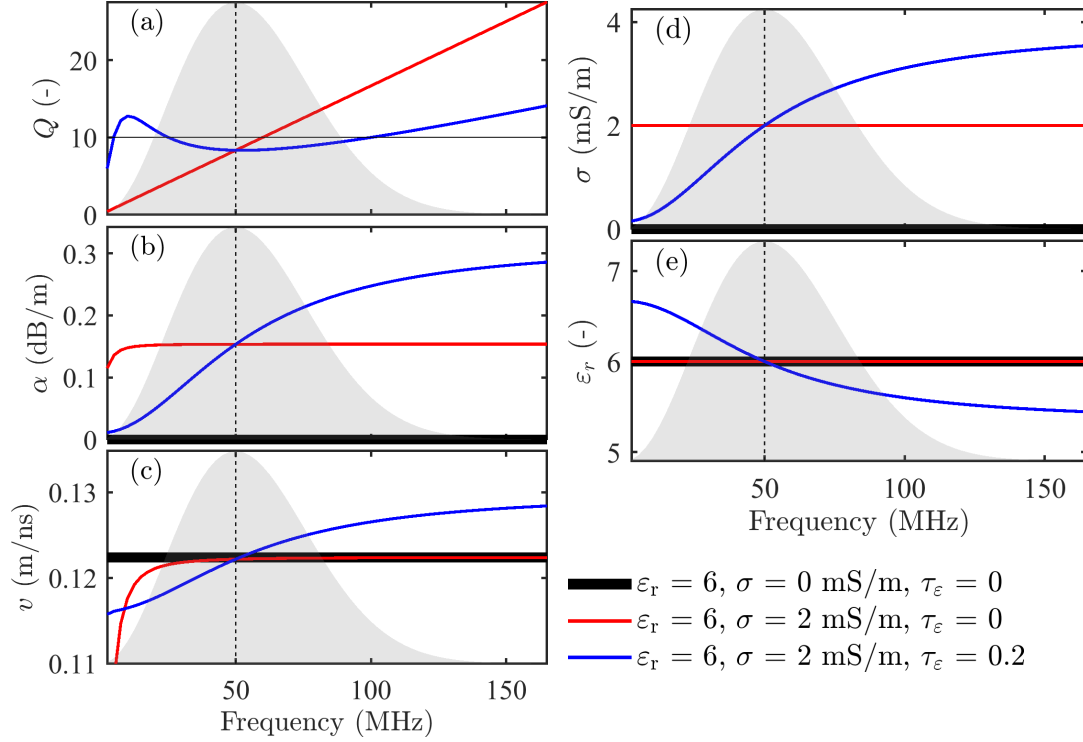 (a)
20
10
0
Q (-)
(b)
0.3
0.2
0.1
0
α (dB/m)
(c)
0.13
0.12
0.11
v (m/ns)
50 100 150
Frequency (MHz)
(d)
4
2
0
σ (mS/m)
(e)
7
6
5
εr (-)
50 100 150
Frequency (MHz)
εr = 6, σ = 0 mS/m, τε = 0
εr = 6, σ = 2 mS/m, τε = 0
εr = 6, σ = 2 mS/m, τε = 0.2